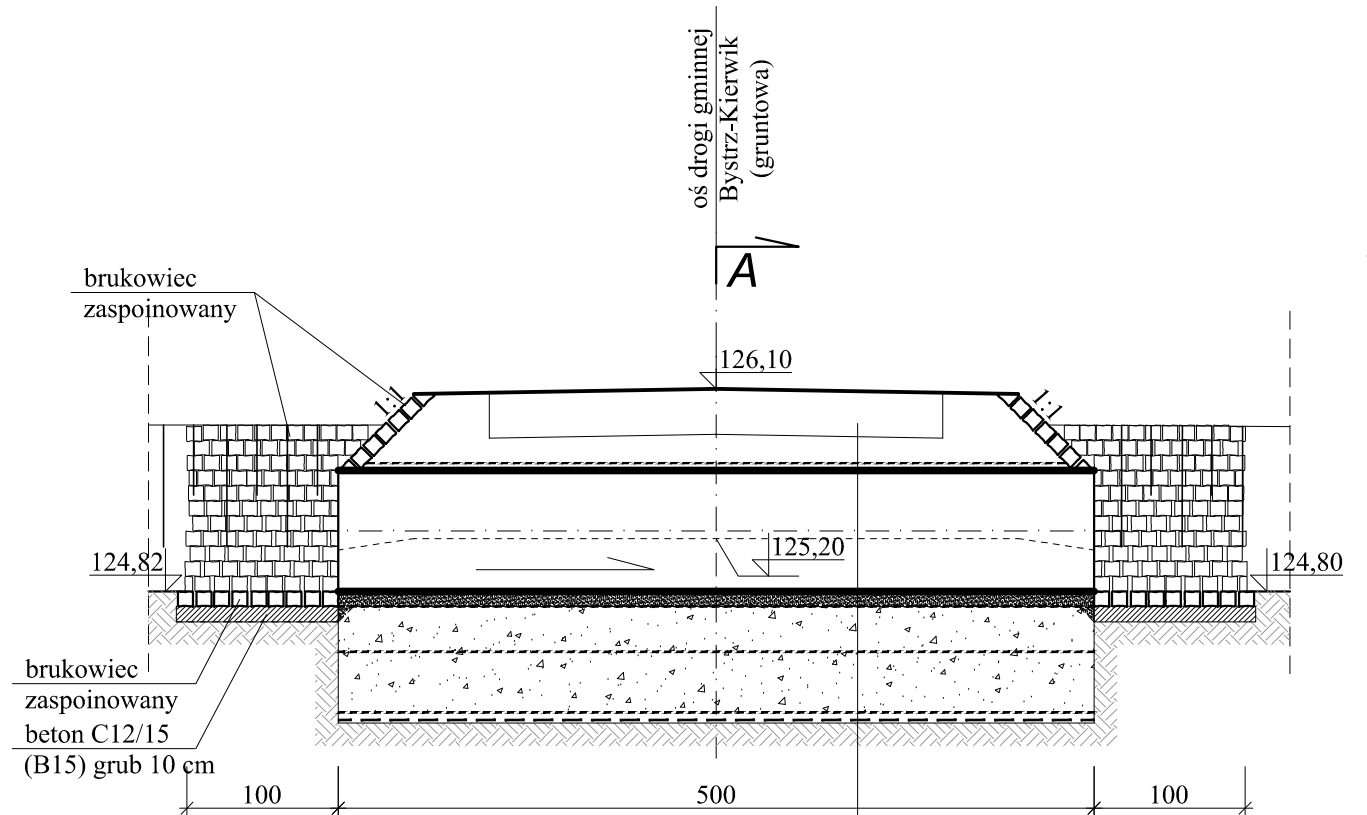 oś drogi gminnej
Bystrz-Kierwik
(gruntowa)
A
brukowiec
zaspoinowany
126,10
1:1
1:1
124,82
125,20
124,80
brukowiec
zaspoinowany
beton C12/15
(B15) grub 10 cm
100
500
100